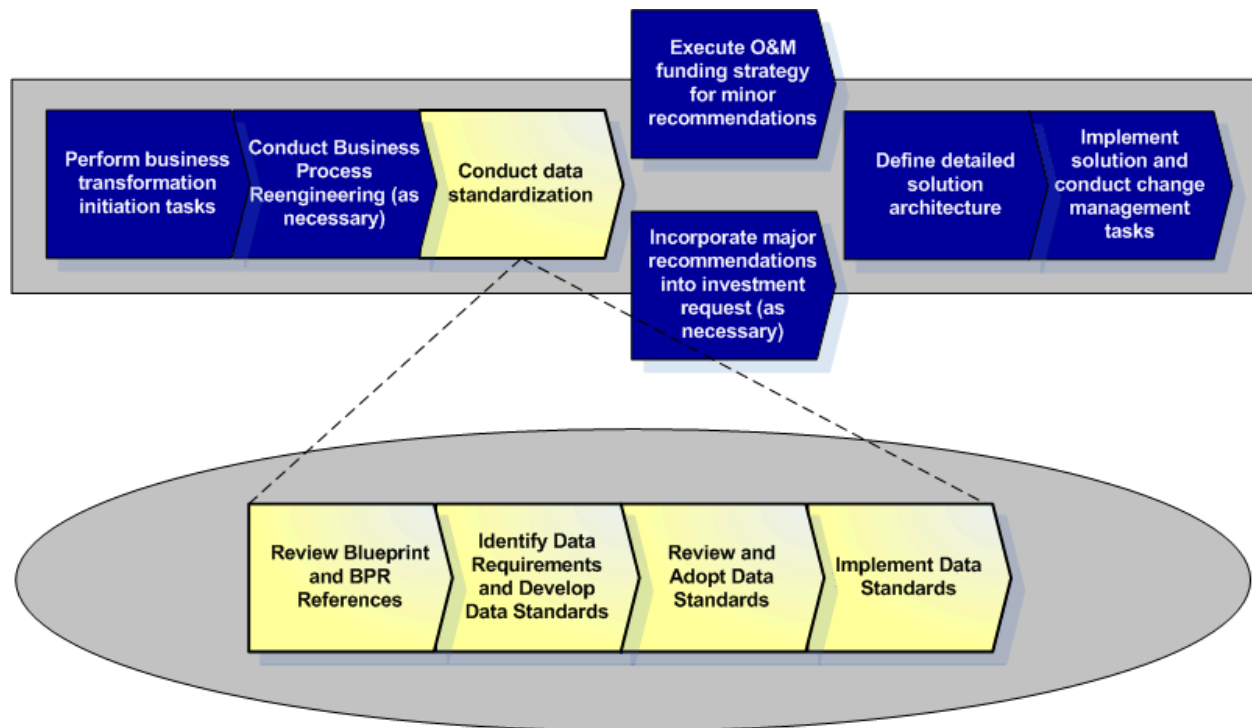 Perform business
transformation
initiation tasks
Conduct Business
Process
Reengineering (as
necessary)
Conduct data
standardization
Execute O&M
funding strategy
for minor
recommendations
Incorporate major
recommendations
into investment
request (as
necessary)
Define detailed
solution
architecture
Implement
solution and
conduct change
management
tasks
Review Blueprint
and BPR
References
Identify Data
Requirements
and Develop
Data Standards
Review and
Adopt Data
Standards
Implement Data
Standards